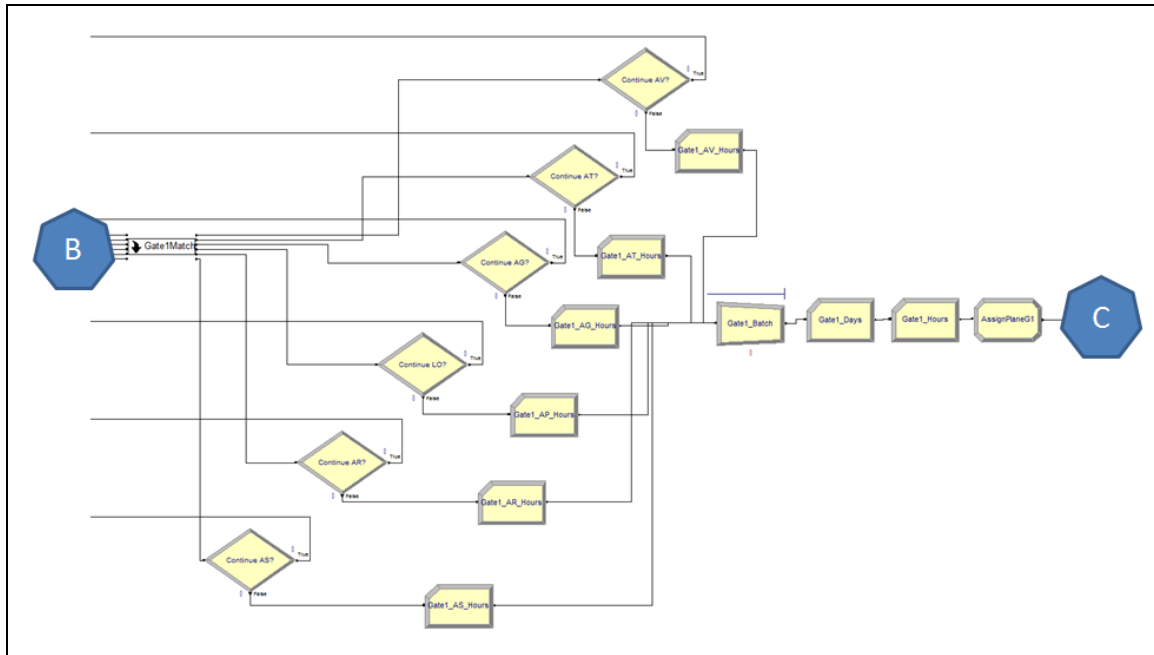 Continue AV?
True
False
Gate1_AV_Hours
Continue AT?
True
False
Gate1_AT_Hours
B
Gate1Match
Continue AG?
True
False
Gate1_AG_Hours
Gate1_Batch
Gate1_Days
Gate1_Hours
AssignPlaneG1
C
Continue LO?
True
False
Gate1_AP_Hours
Continue AR?
True
False
Gate1_AR_Hours
Continue AS?
True
False
Gate1_AS_Hours